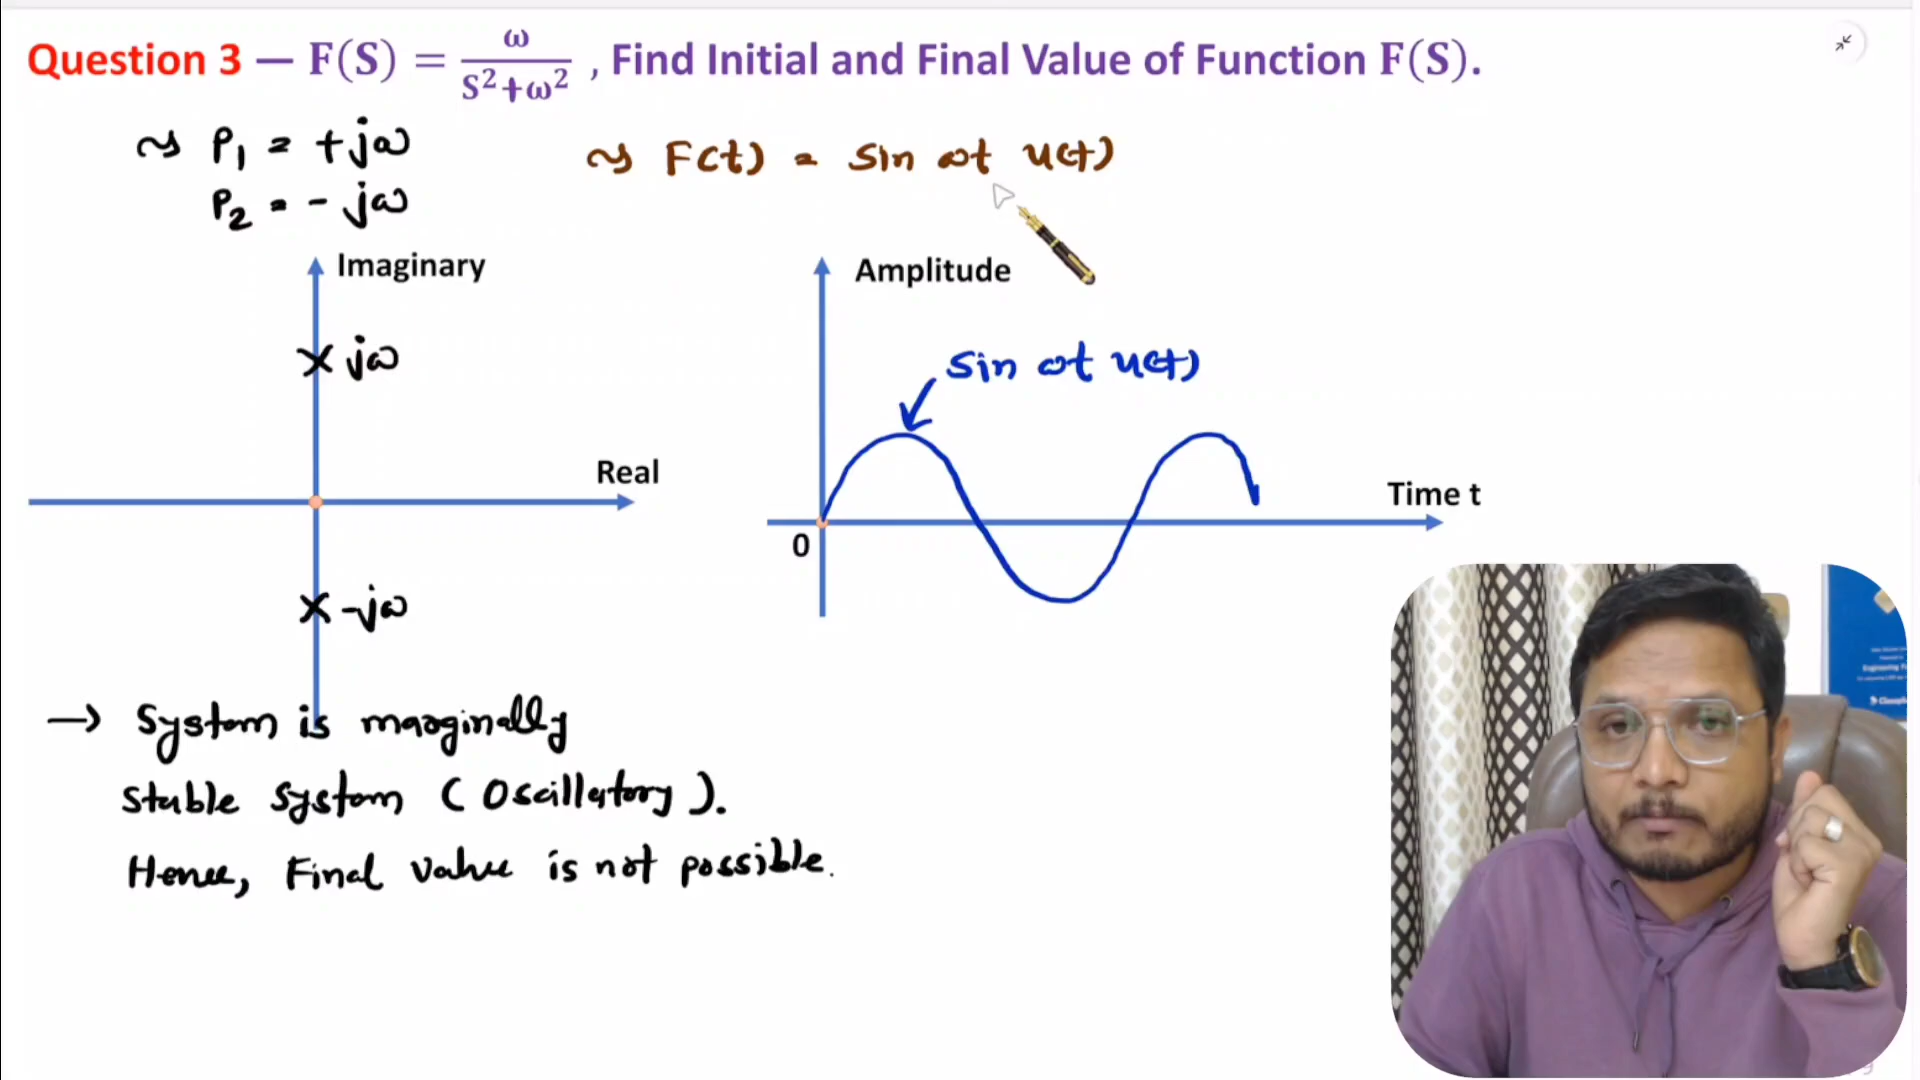 Question 3 — F(S) = ω / S²+ω² , Find Initial and Final Value of Function F(S).
P₁ = +jω
P₂ = - jω
F(t) = Sin ωt u(t)
Imaginary
jω
Real
-jω
Amplitude
Sin ωt u(t)
Time t
0
→ System is marginally
stable system (Oscillatory).
Hence, Final value is not possible.